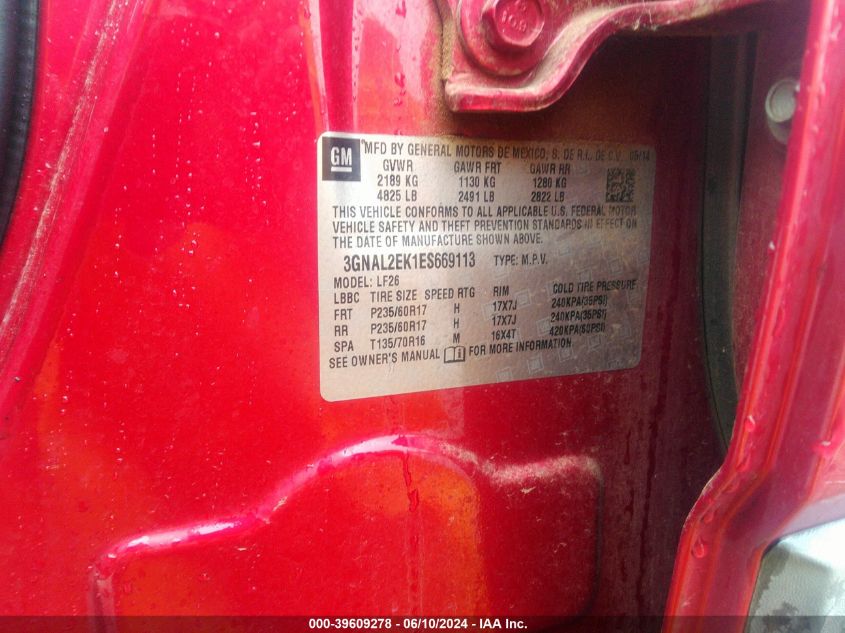 108
GM
MFD BY GENERAL MOTORS DE MEXICO, S. DE R.L. DE C.V. 05/14
GVWR GAWR FRT GAWR RR
2189 KG 1130 KG 1280 KG
4825 LB 2491 LB 2822 LB
THIS VEHICLE CONFORMS TO ALL APPLICABLE U.S. FEDERAL MOTOR
VEHICLE SAFETY AND THEFT PREVENTION STANDARDS IN EFFECT ON
THE DATE OF MANUFACTURE SHOWN ABOVE.
3GNAL2EK1ES669113 TYPE: M.P.V.
MODEL: LF26
LBBC TIRE SIZE SPEED RTG RIM COLD TIRE PRESSURE
FRT P235/60R17 H 17X7J 240KPA(35PSI)
RR P235/60R17 H 17X7J 240KPA(35PSI)
SPA T135/70R16 M 16X4T 420KPA(60PSI)
SEE OWNER'S MANUAL FOR MORE INFORMATION
000-39609278 - 06/10/2024 - IAA Inc.